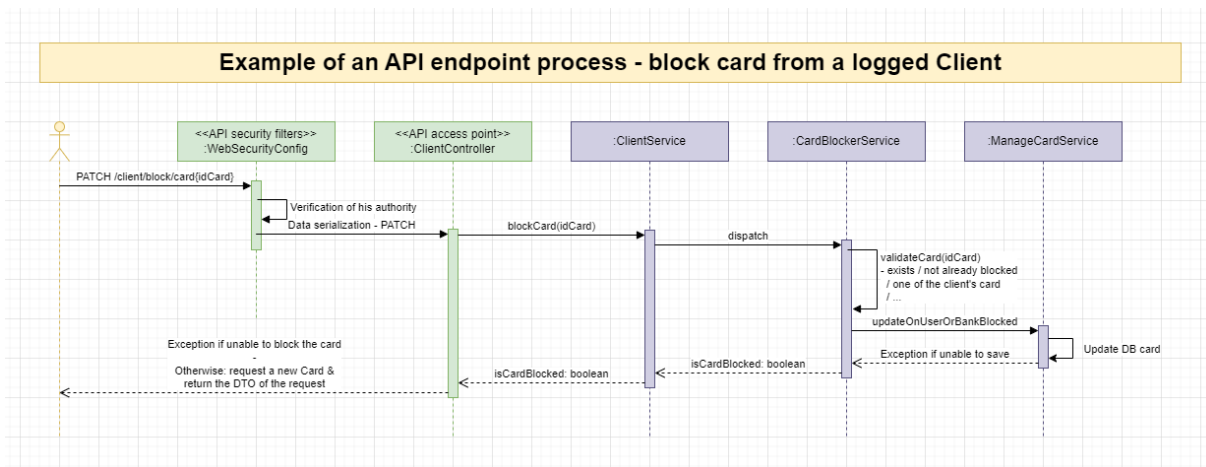 Example of an API endpoint process - block card from a logged Client
<<API security filters>>
:WebSecurityConfig
<<API access point>>
:ClientController
:ClientService
:CardBlockerService
:ManageCardService
PATCH /client/block/card{idCard}
Verification of his authority
Data serialization - PATCH
blockCard(idCard)
dispatch
validateCard(idCard)
- exists / not already blocked
/ one of the client's card
/ ...
updateOnUserOrBankBlocked
Update DB card
Exception if unable to save
isCardBlocked: boolean
isCardBlocked: boolean
Exception if unable to block the card
-
Otherwise: request a new Card &
return the DTO of the request